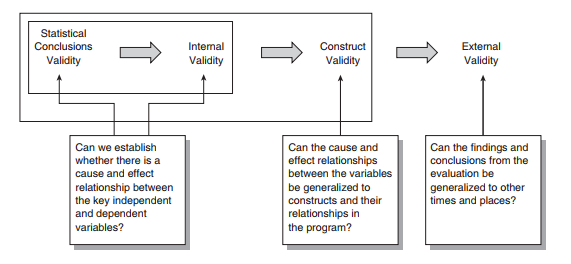 Statistical
Conclusions
Validity
Internal
Validity
Construct
Validity
External
Validity
Can we establish
whether there is a
cause and effect
relationship between
the key independent
and dependent
variables?
Can the cause and
effect relationships
between the variables
be generalized to
constructs and their
relationships in
the program?
Can the findings and
conclusions from the
evaluation be
generalized to other
times and places?